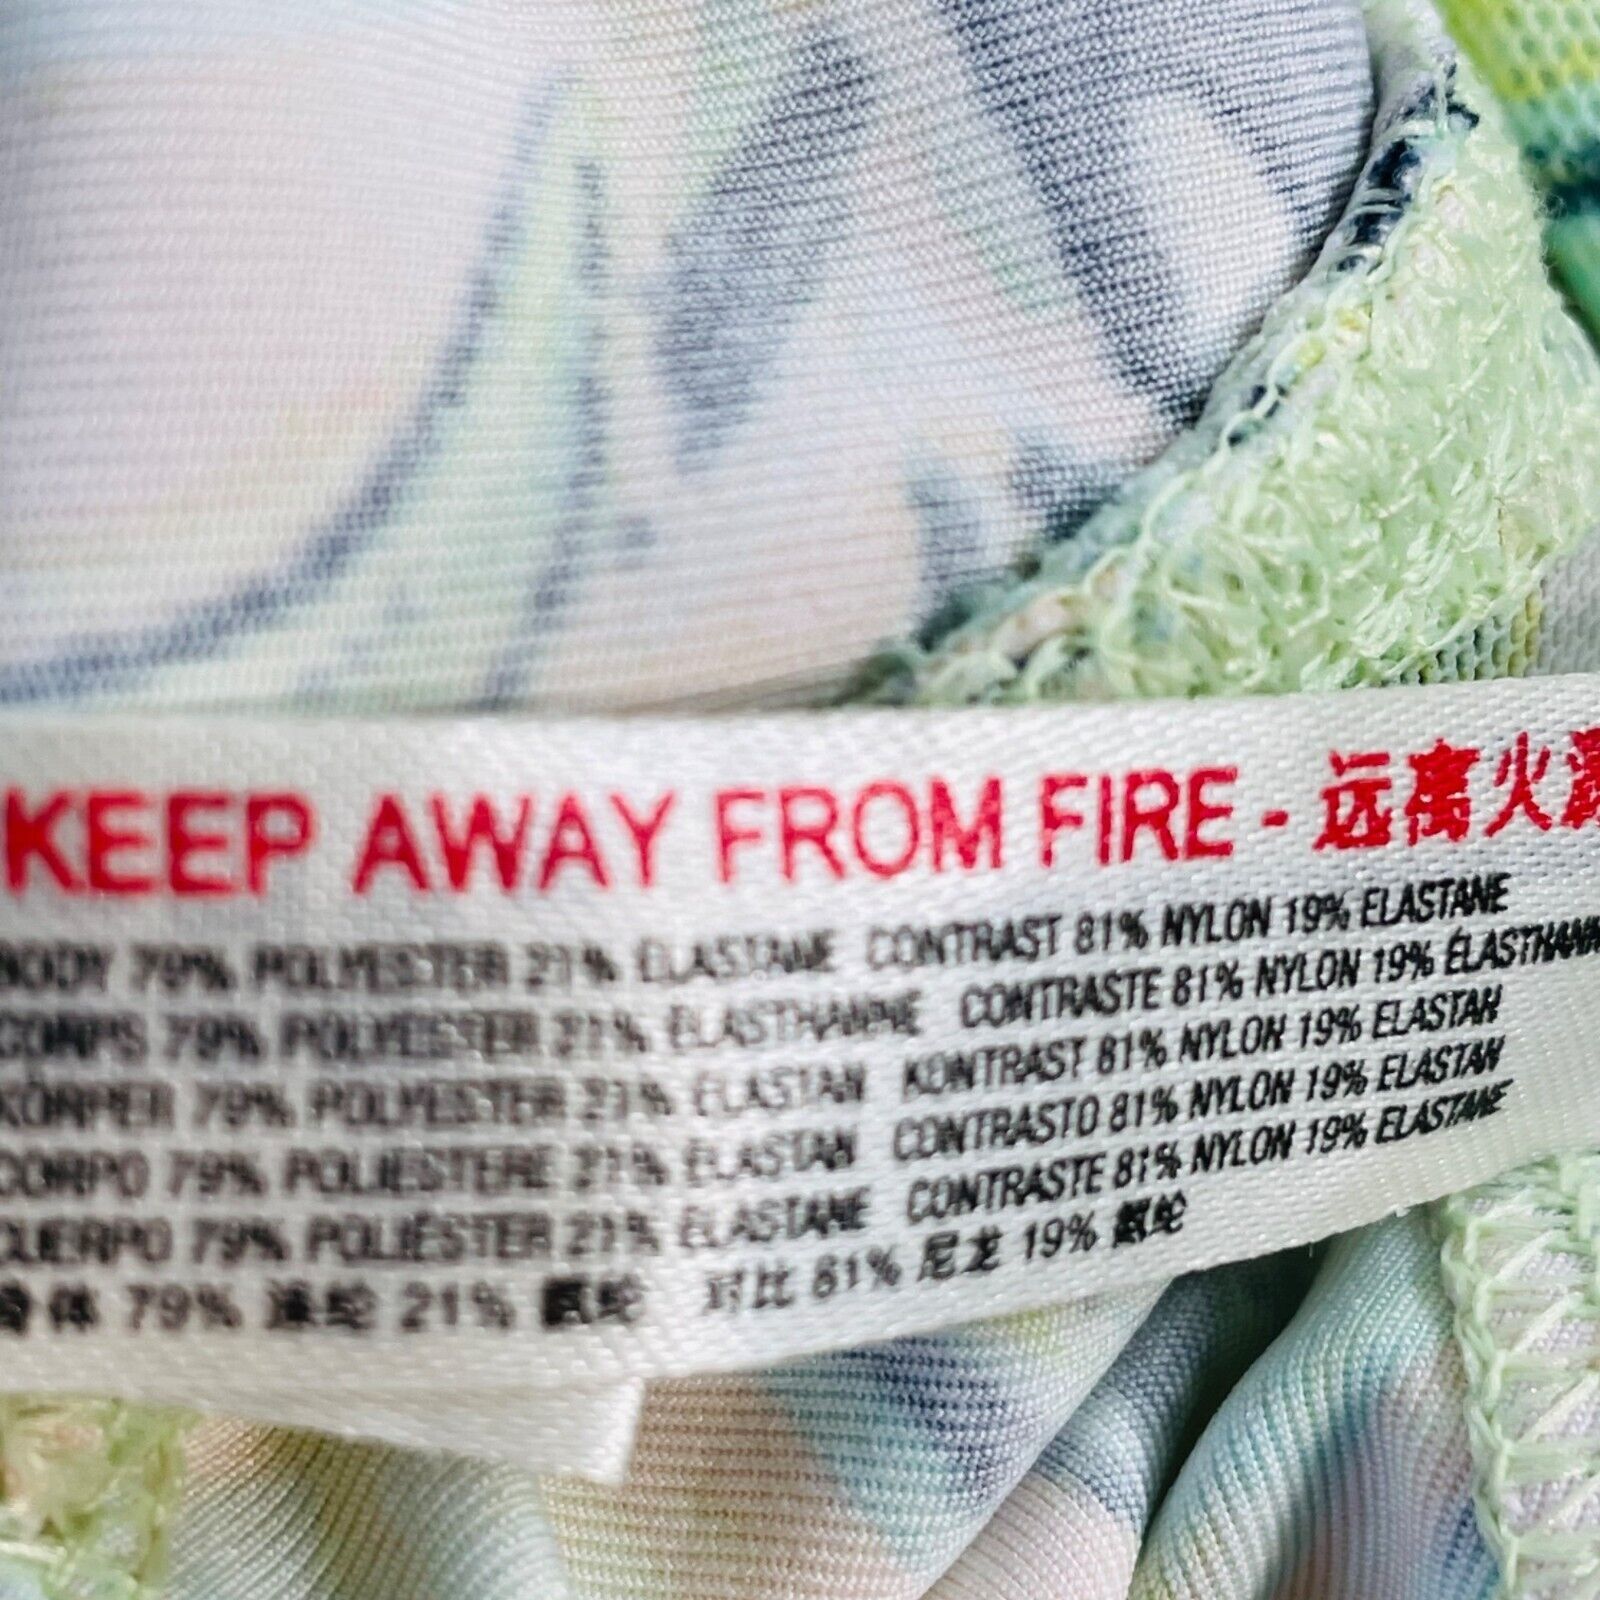 KEEP AWAY FROM FIRE - 远离火源
BODY 79% POLYESTER 21% ELASTANE CONTRAST 81% NYLON 19% ELASTANE
CORPS 79% POLYESTER 21% ÉLASTHANNE CONTRASTE 81% NYLON 19% ÉLASTHANNE
KÖRPER 79% POLYESTER 21% ELASTAN KONTRAST 81% NYLON 19% ELASTAN
CORPO 79% POLIESTERE 21% ELASTAN CONTRASTO 81% NYLON 19% ELASTAN
CUERPO 79% POLIÉSTER 21% ELASTANE CONTRASTE 81% NYLON 19% ELASTANE
身体 79% 涤纶 21% 氨纶 对比 81% 尼龙 19% 氨纶